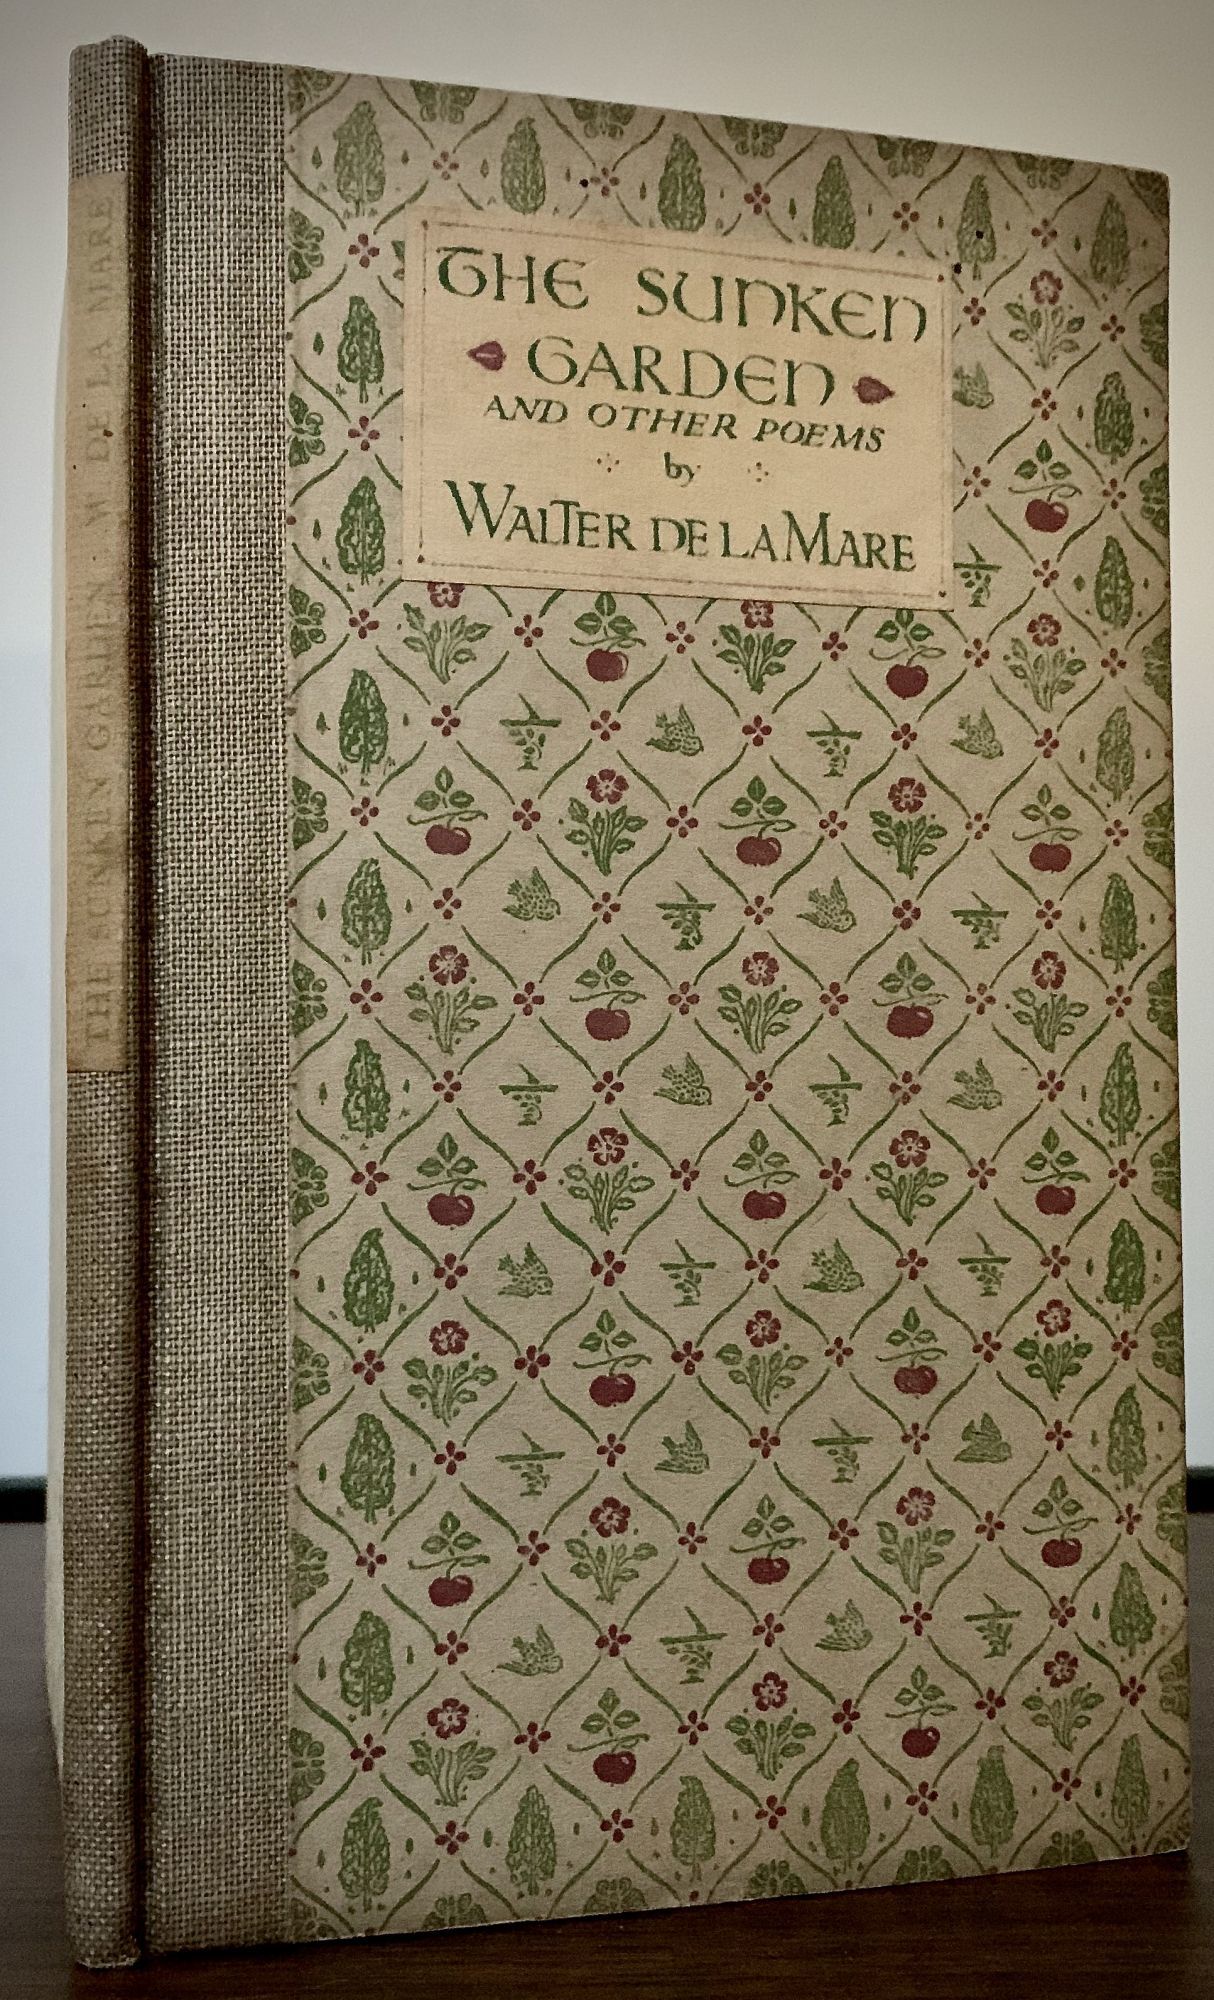 THE SUNKEN
GARDEN
AND OTHER POEMS
by
WALTER DE LA MARE
THE SUNKEN GARDEN : W. DE LA MARE